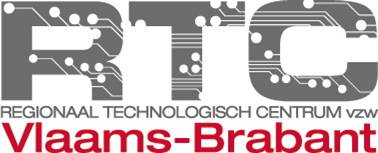 RTC
REGIONAAL TECHNOLOGISCH CENTRUM vzw
Vlaams-Brabant